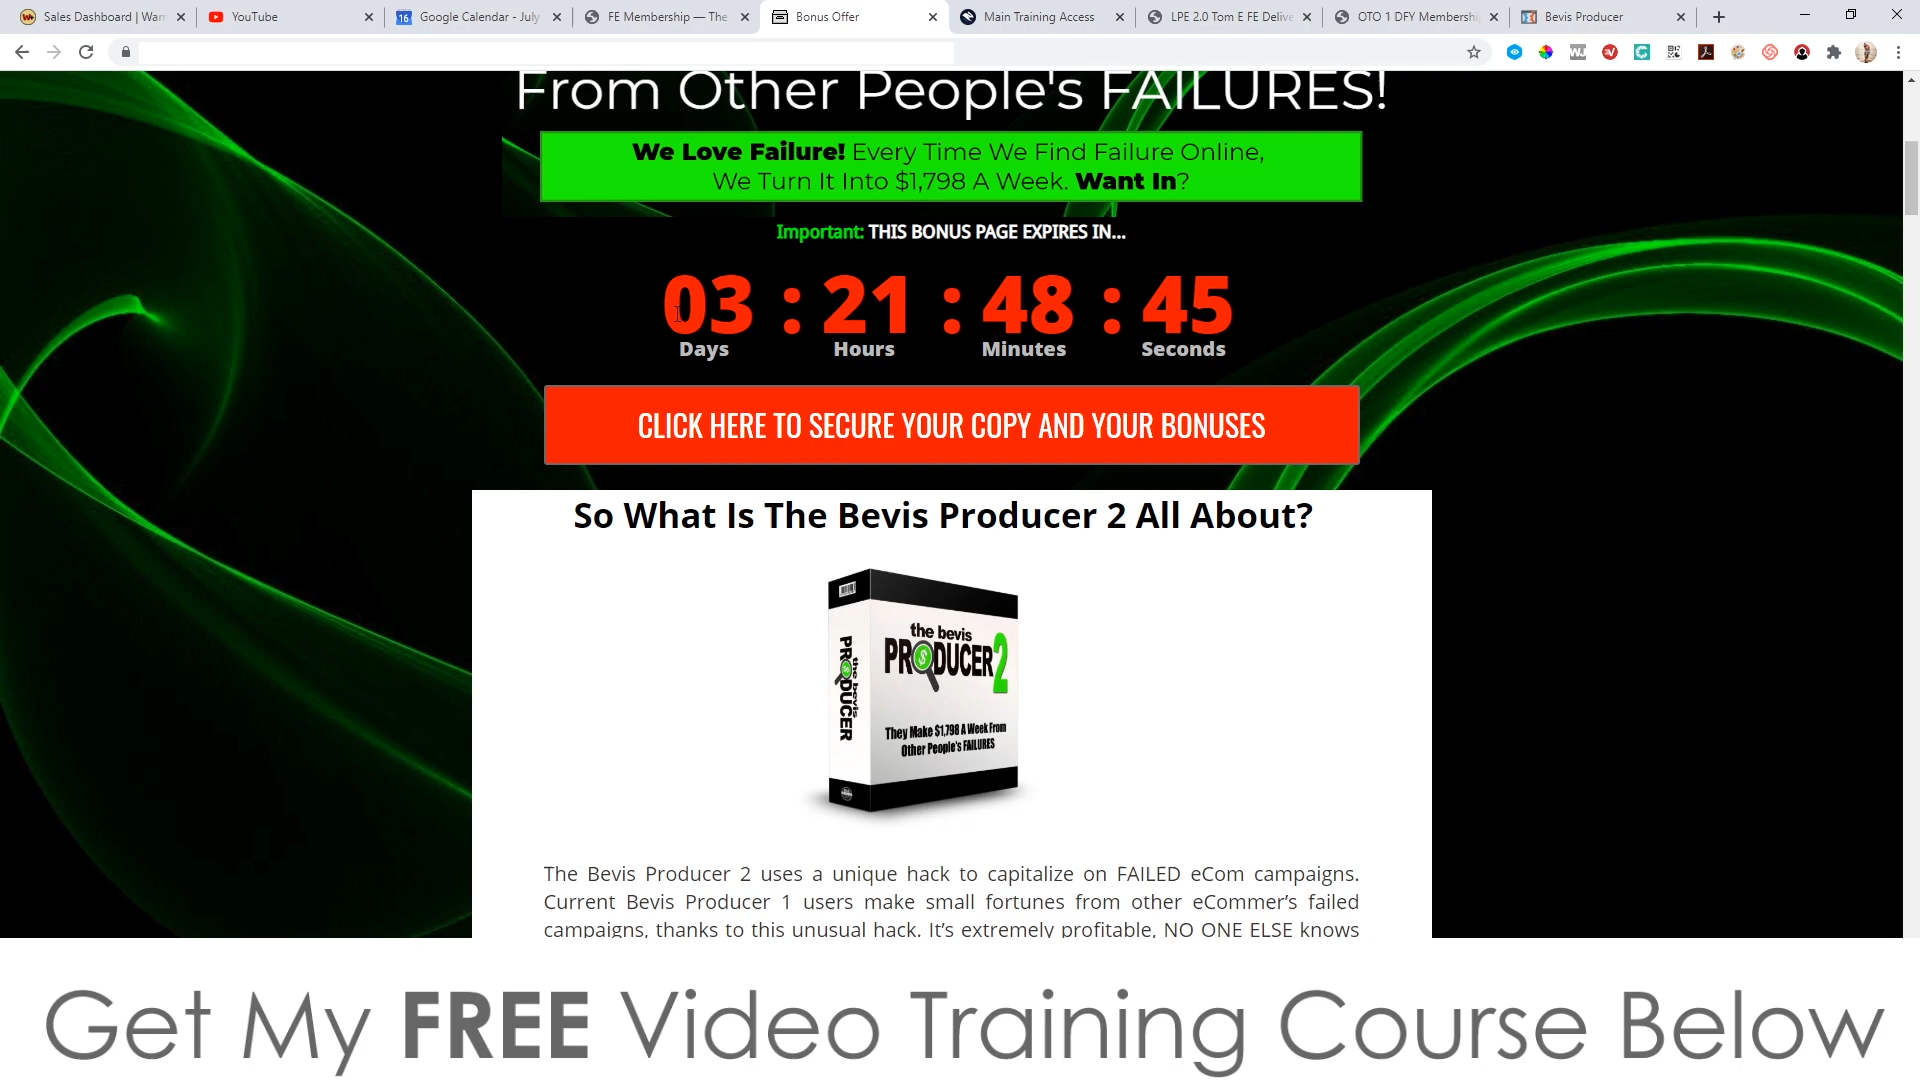 Sales Dashboard | Warr
YouTube
Google Calendar - July
FE Membership — The
Bonus Offer
Main Training Access
LPE 2.0 Tom E FE Delive
OTO 1 DFY Membershi
Bevis Producer
From Other People's FAILURES!
We Love Failure! Every Time We Find Failure Online,
We Turn It Into $1,798 A Week. Want In?
Important: THIS BONUS PAGE EXPIRES IN...
03 : 21 : 48 : 45
Days Hours Minutes Seconds
CLICK HERE TO SECURE YOUR COPY AND YOUR BONUSES
So What Is The Bevis Producer 2 All About?
the bevis
PRODUCER 2
the bevis
PRODUCER
They Make $1,798 A Week From
Other People's FAILURES
The Bevis Producer 2 uses a unique hack to capitalize on FAILED eCom campaigns.
Current Bevis Producer 1 users make small fortunes from other eCommer's failed
campaigns, thanks to this unusual hack. It's extremely profitable, NO ONE ELSE knows
Get My FREE Video Training Course Below